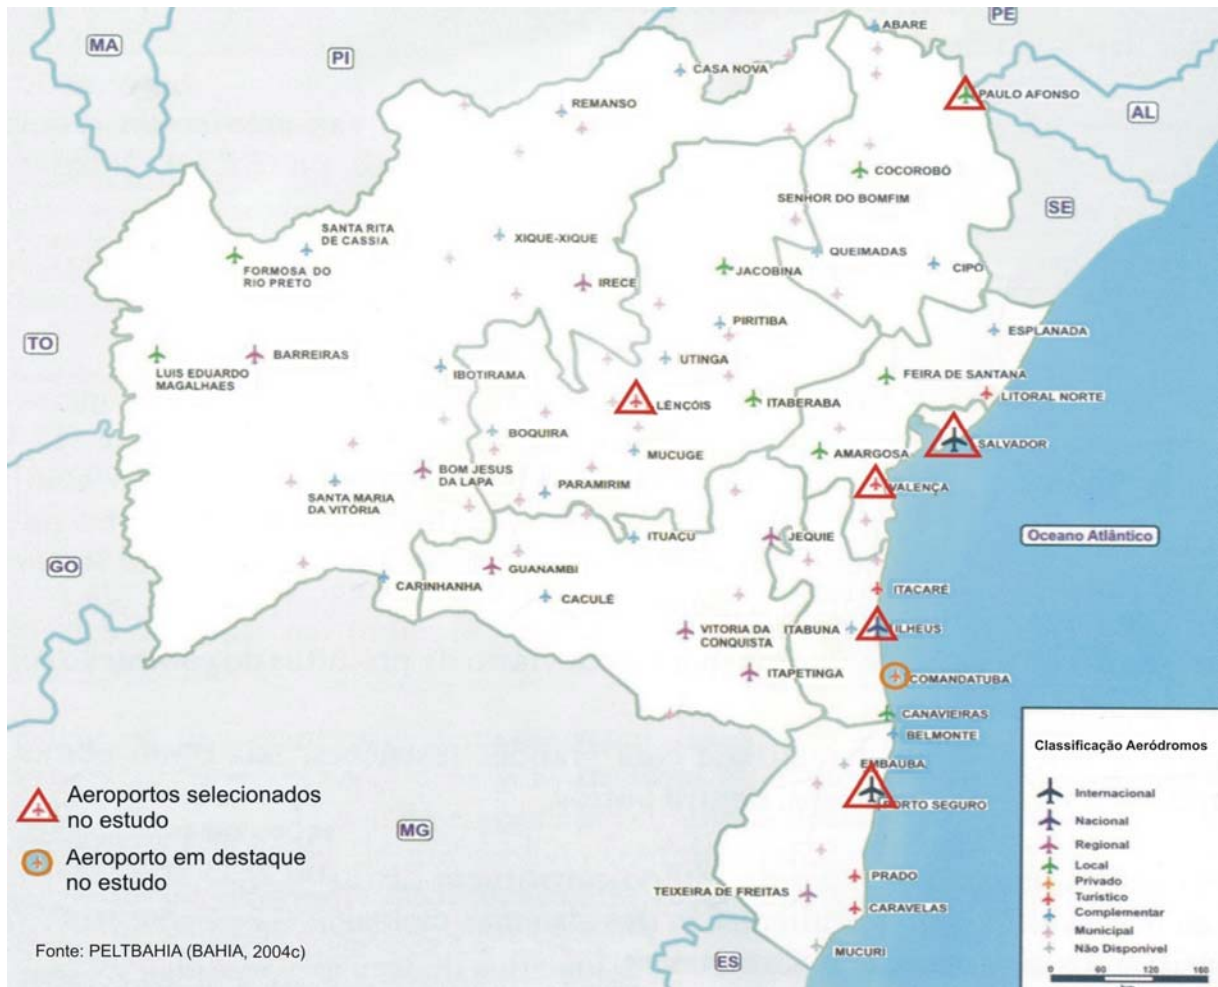 PE
MA
PI
ABARE
CASA NOVA
PAULO AFONSO
REMANSO
AL
COCOROBÓ
SENHOR DO BOMFIM
SE
SANTA RITA
DE CASSIA
XIQUE-XIQUE
QUEIMADAS
CIPÓ
FORMOSA DO
RIO PRETO
JACOBINA
IRECE
PIRITIBA
ESPLANADA
TO
BARREIRAS
UTINGA
LUIS EDUARDO
MAGALHAES
IBOTIRAMA
FEIRA DE SANTANA
LENÇÓIS
ITABERABA
LITORAL NORTE
BOQUIRA
SALVADOR
MUCUGE
AMARGOSA
BOM JESUS
DA LAPA
PARAMIRIM
VALENÇA
SANTA MARIA
DA VITÓRIA
ITUAÇU
JEQUIE
Oceano Atlântico
GO
GUANAMBI
CARINHANHA
CACULÉ
ITACARÉ
VITORIA DA
CONQUISTA
ITABUNA
ILHEUS
ITAPETINGA
COMANDATUBA
CANAVIEIRAS
BELMONTE
EMBAUBA
PORTO SEGURO
MG
PRADO
TEIXEIRA DE FREITAS
CARAVELAS
MUCURI
ES
Aeroportos selecionados
no estudo
Aeroporto em destaque
no estudo
Fonte: PELTBAHIA (BAHIA, 2004c)
Classificação Aeródromos
Internacional
Nacional
Regional
Local
Privado
Turístico
Complementar
Municipal
Não Disponível
0 60 120 160